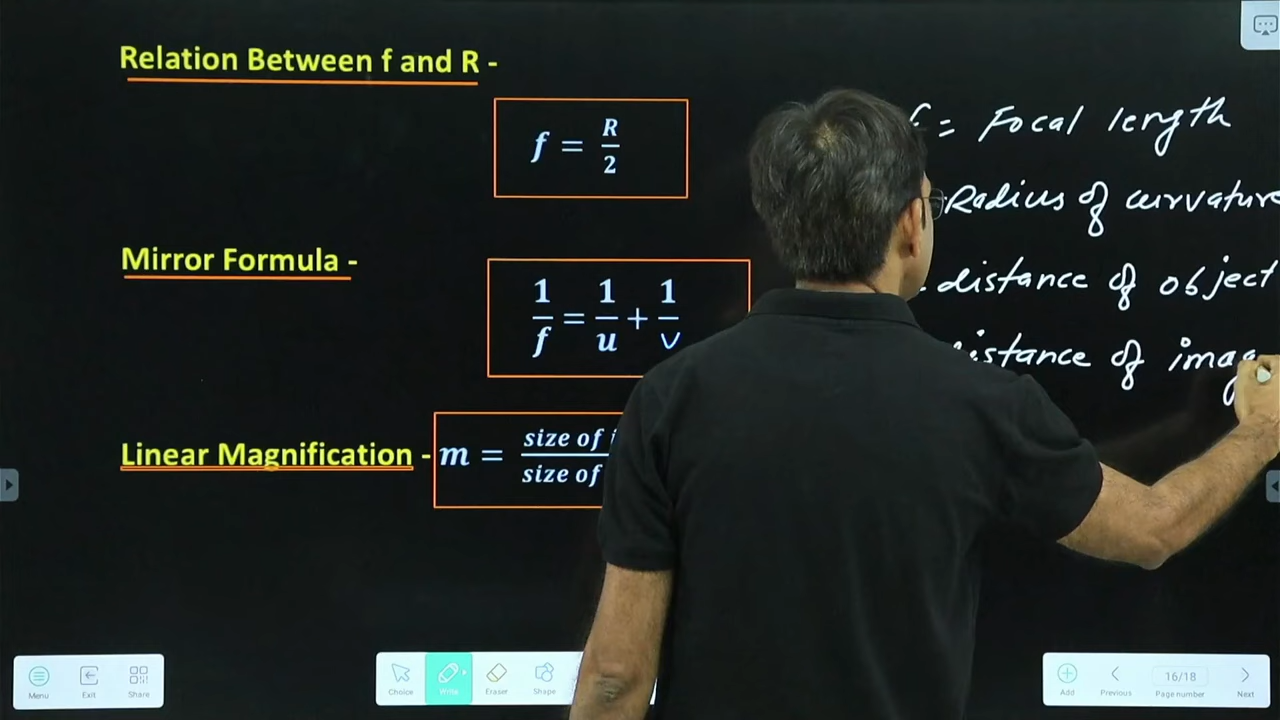 Relation Between f and R -
f = R/2
f = Focal length
Radius of curvature
distance of object
distance of imag
Mirror Formula -
1/f = 1/u + 1/v
Linear Magnification - m = size of / size of
Menu
Exit
Share
Choice
Write
Eraser
Shape
Add
Previous
16/18
Page number
Next